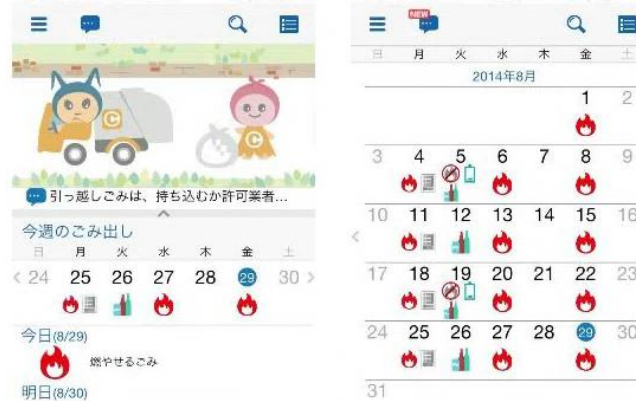 C
C
引っ越しごみは、持ち込むか許可業者...
今週のごみ出し
日 月 火 水 木 金 土
< 24 25 26 27 28 29 30 >
今日(8/29)
燃やせるごみ
明日(8/30)
NEW
日 月 火 水 木 金 土
2014年8月
1 2
3 4 5 6 7 8 9
10 11 12 13 14 15 16
17 18 19 20 21 22 23
24 25 26 27 28 29 30
31